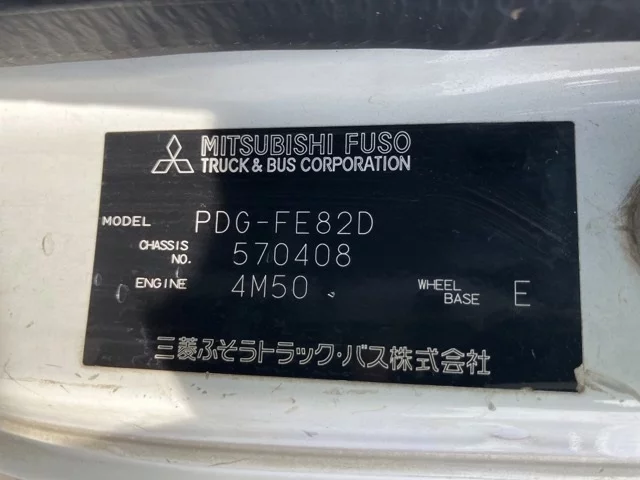 MITSUBISHI FUSO
TRUCK & BUS CORPORATION
MODEL PDG-FE82D
CHASSIS NO. 570408
ENGINE 4M50 WHEEL BASE E
三菱ふそうトラック・バス株式会社